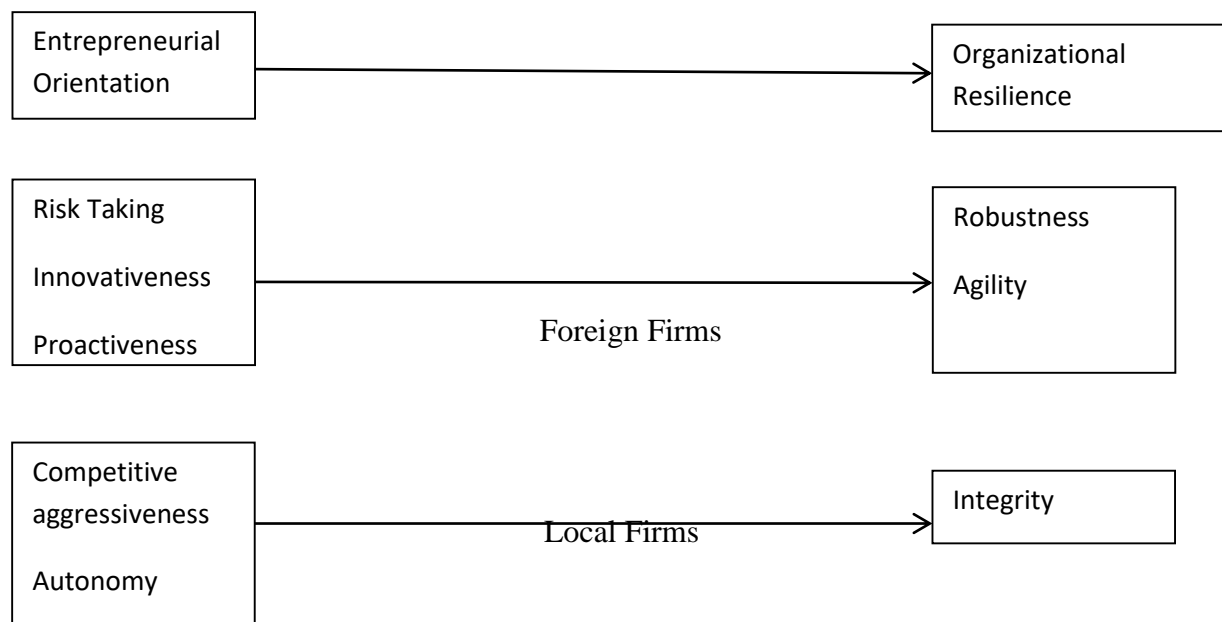 Entrepreneurial
Orientation
Organizational
Resilience
Risk Taking
Innovativeness
Proactiveness
Foreign Firms
Robustness
Agility
Competitive
aggressiveness
Autonomy
Local Firms
Integrity